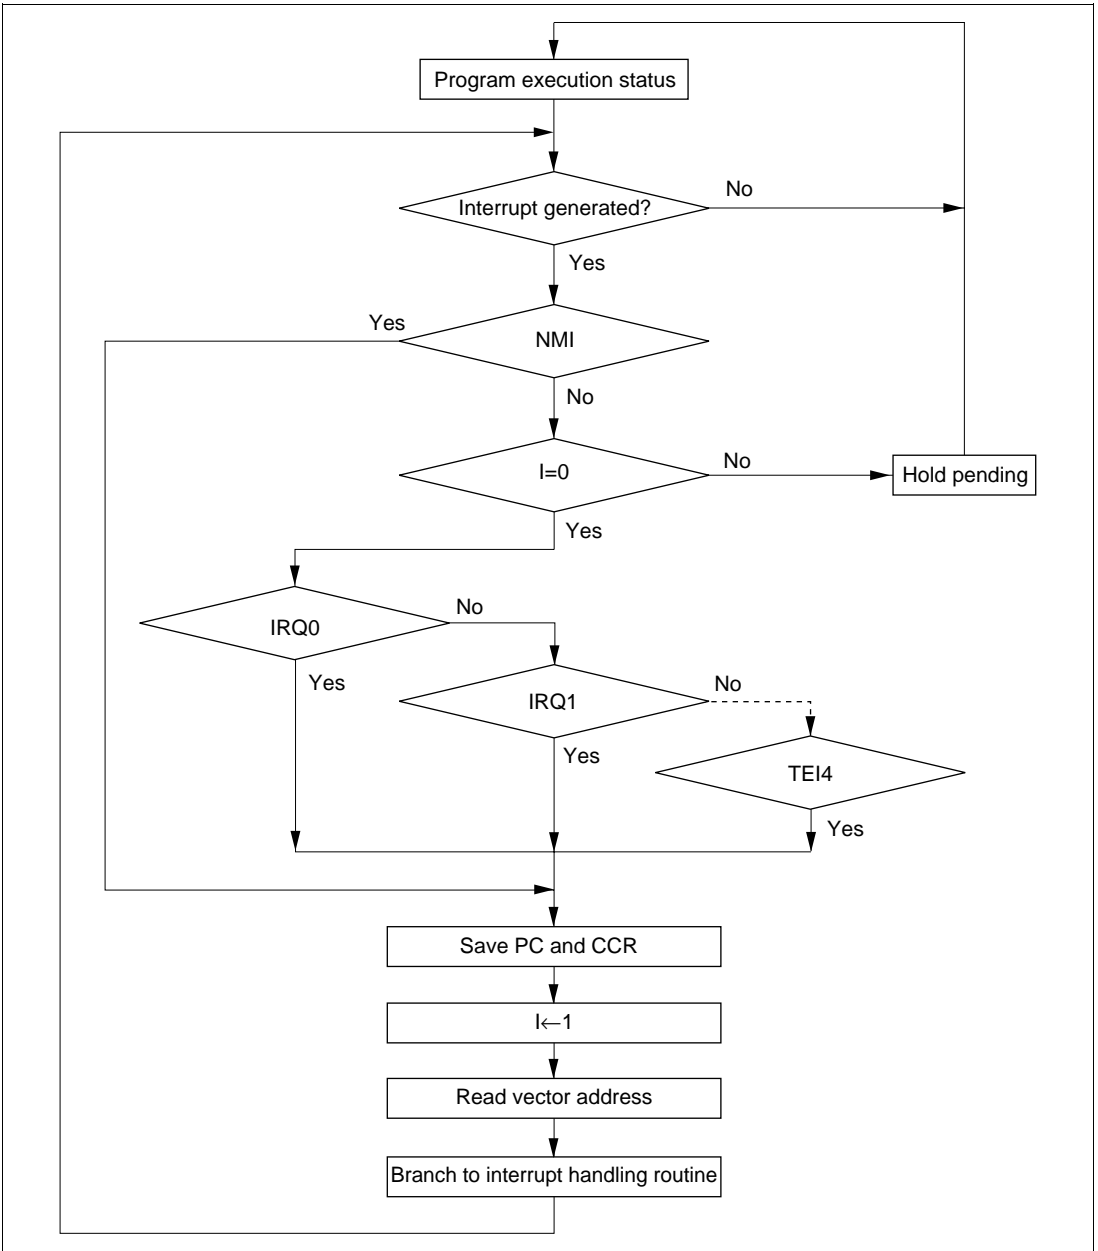 Program execution status
Interrupt generated?
No
Yes
Yes
NMI
No
I=0
No
Hold pending
Yes
IRQ0
No
Yes
IRQ1
No
Yes
TEI4
Yes
Save PC and CCR
I←1
Read vector address
Branch to interrupt handling routine